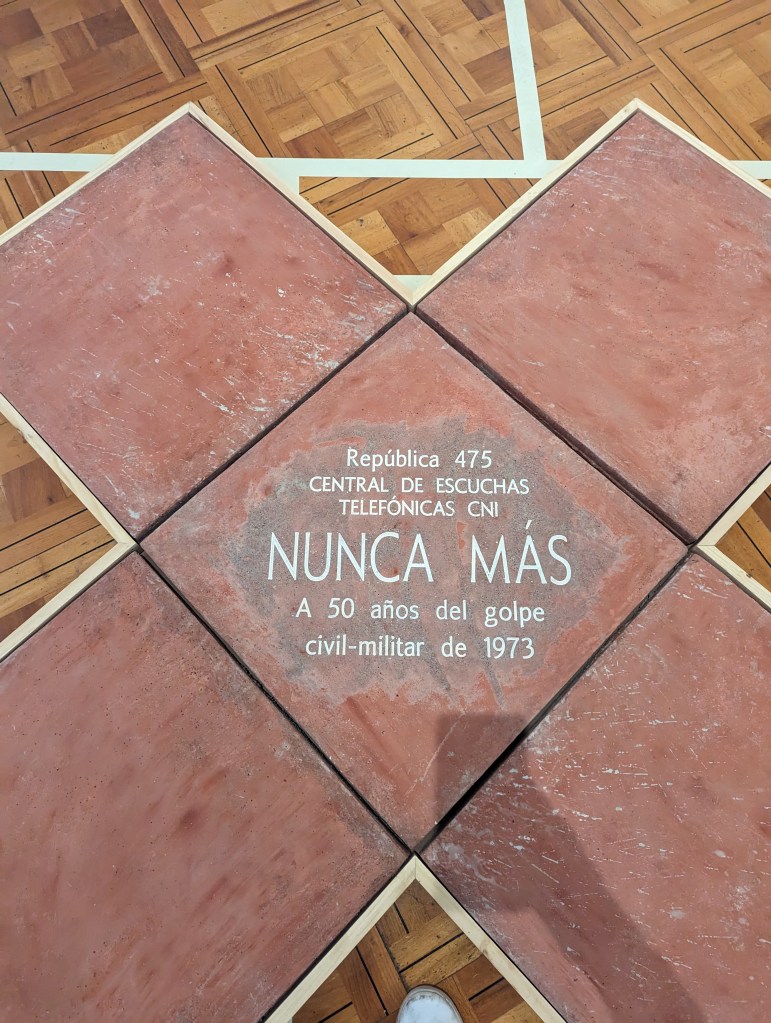 República 475
CENTRAL DE ESCUCHAS
TELEFÓNICAS CNI
NUNCA MÁS
A 50 años del golpe
civil-militar de 1973